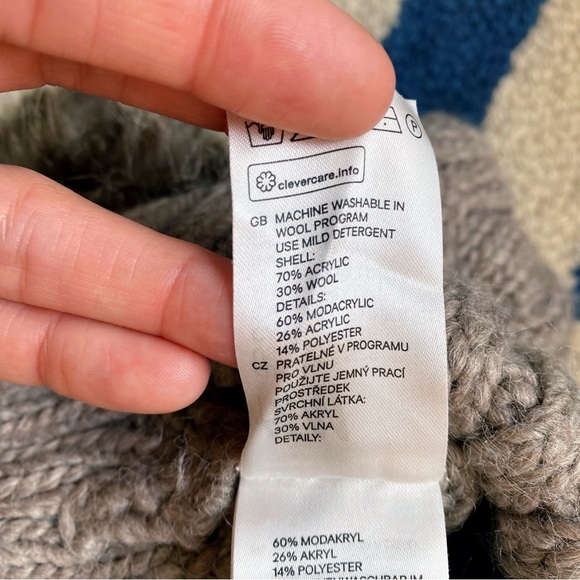 P
clevercare.info
GB MACHINE WASHABLE IN
WOOL PROGRAM
USE MILD DETERGENT
SHELL:
70% ACRYLIC
30% WOOL
DETAILS:
60% MODACRYLIC
26% ACRYLIC
14% POLYESTER
CZ PRATELNÉ V PROGRAMU
PRO VLNU
POUŽIJTE JEMNÝ PRACÍ
PROSTŘEDEK
SVRCHNÍ LÁTKA:
70% AKRYL
30% VLNA
DETAILY:
60% MODAKRYL
26% AKRYL
14% POLYESTER